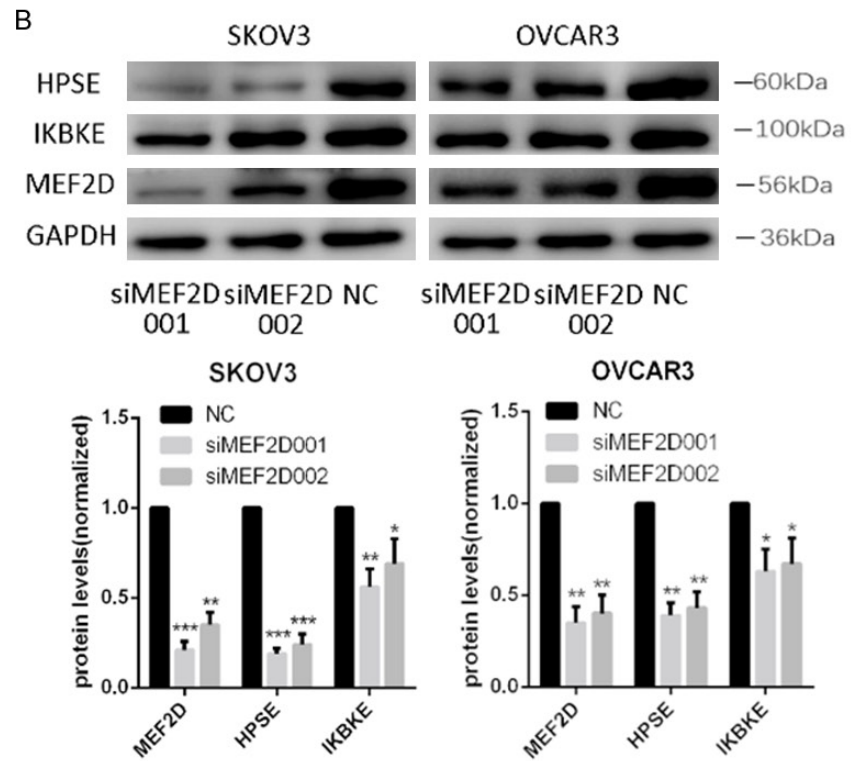 B
SKOV3 OVCAR3
HPSE —60kDa
IKBKE —100kDa
MEF2D —56kDa
GAPDH —36kDa
siMEF2D siMEF2D NC siMEF2D siMEF2D NC
001 002 001 002
SKOV3
1.5
1.0
0.5
0.0
protein levels(normalized)
NC
siMEF2D001
siMEF2D002
*** ** *** *** ** *
MEF2D HPSE IKBKE
OVCAR3
1.5
1.0
0.5
0.0
protein levels(normalized)
NC
siMEF2D001
siMEF2D002
** ** ** ** * *
MEF2D HPSE IKBKE